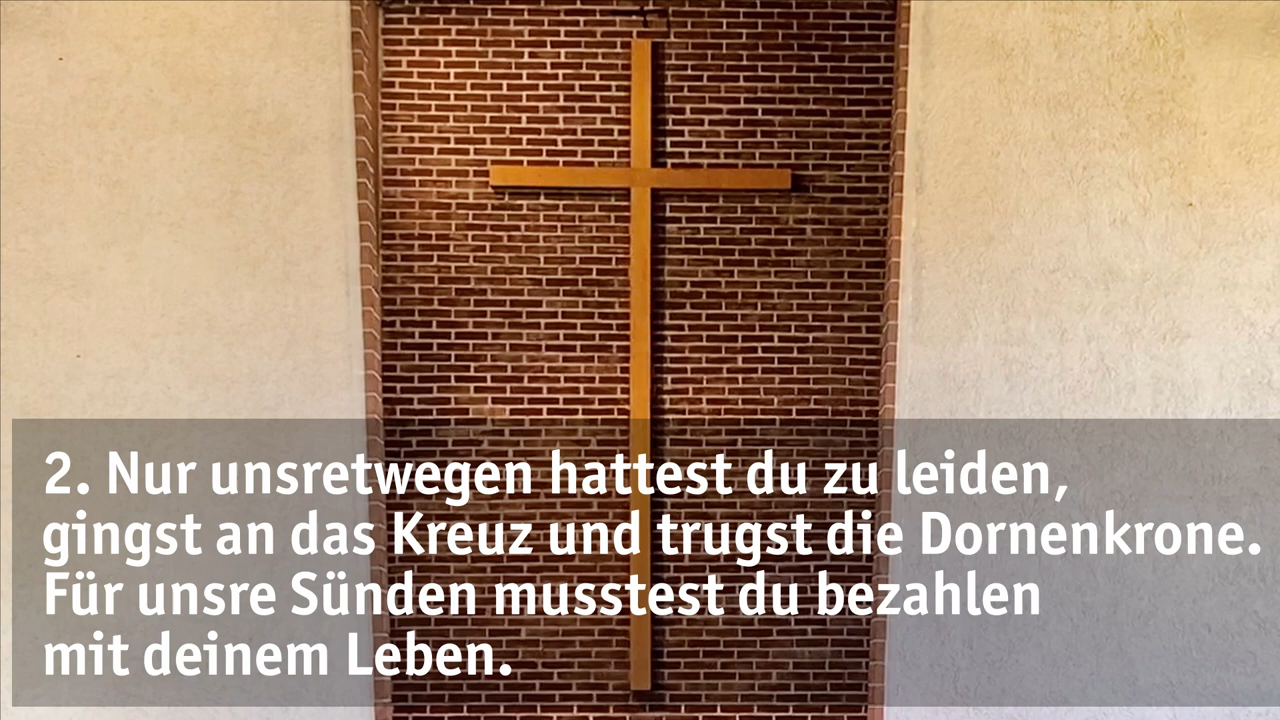 2. Nur unsretwegen hattest du zu leiden,
gingst an das Kreuz und trugst die Dornenkrone.
Für unsre Sünden musstest du bezahlen
mit deinem Leben.